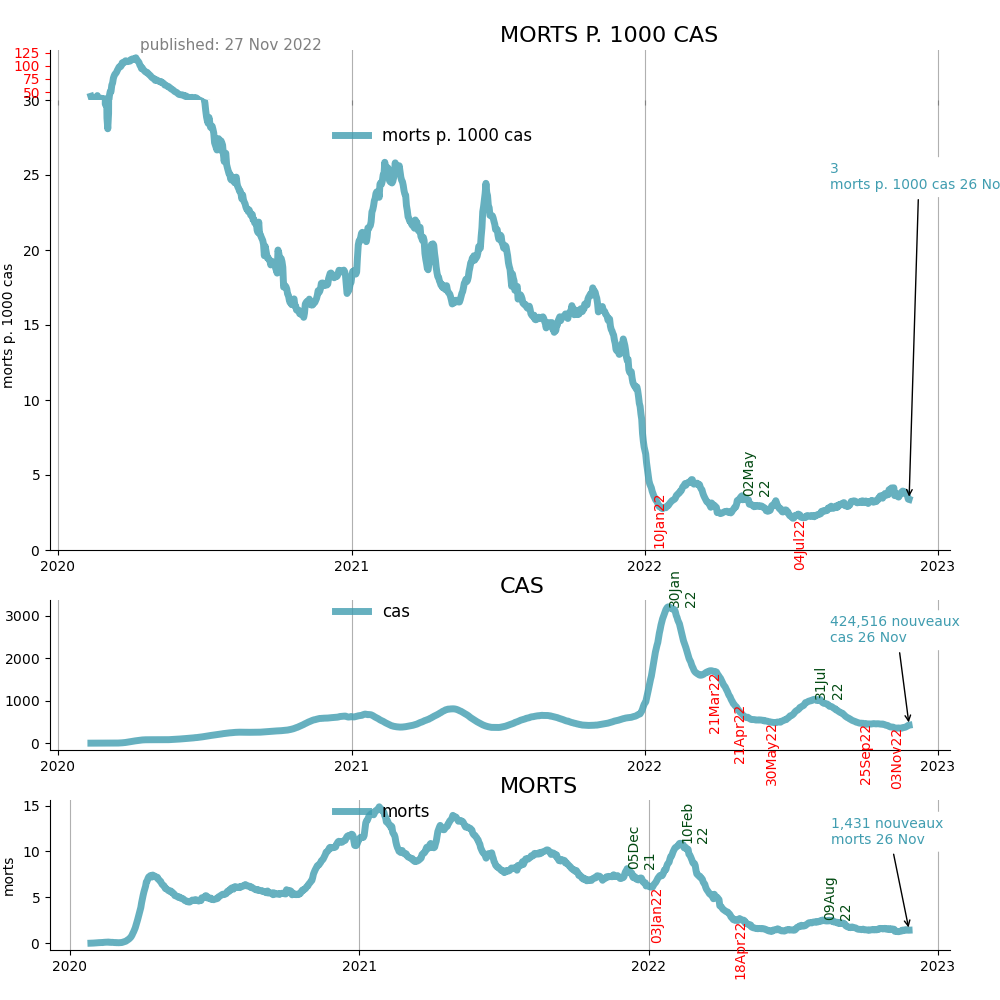 MORTS P. 1000 CAS
published: 27 Nov 2022
125
100
75
50
30
25
20
15
10
5
0
morts p. 1000 cas
morts p. 1000 cas
3
morts p. 1000 cas 26 No
02May
22
10Jan22
04Jul22
2020
2021
2022
2023
CAS
cas
3000
2000
1000
0
30Jan
22
424,516 nouveaux
cas 26 Nov
31Jul
22
21Mar22
21Apr22
30May22
25Sep22
03Nov22
2020
2021
2022
2023
MORTS
morts
morts
15
10
5
0
05Dec
21
10Feb
22
1,431 nouveaux
morts 26 Nov
09Aug
22
03Jan22
18Apr22
2020
2021
2022
2023